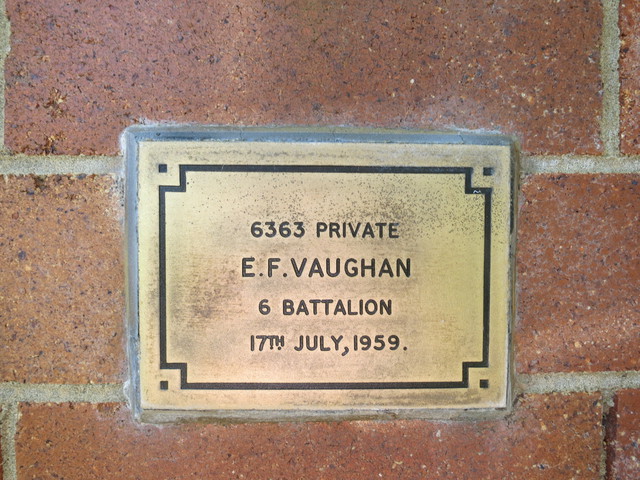 6363 PRIVATE
E.F.VAUGHAN
6 BATTALION
17TH JULY, 1959.